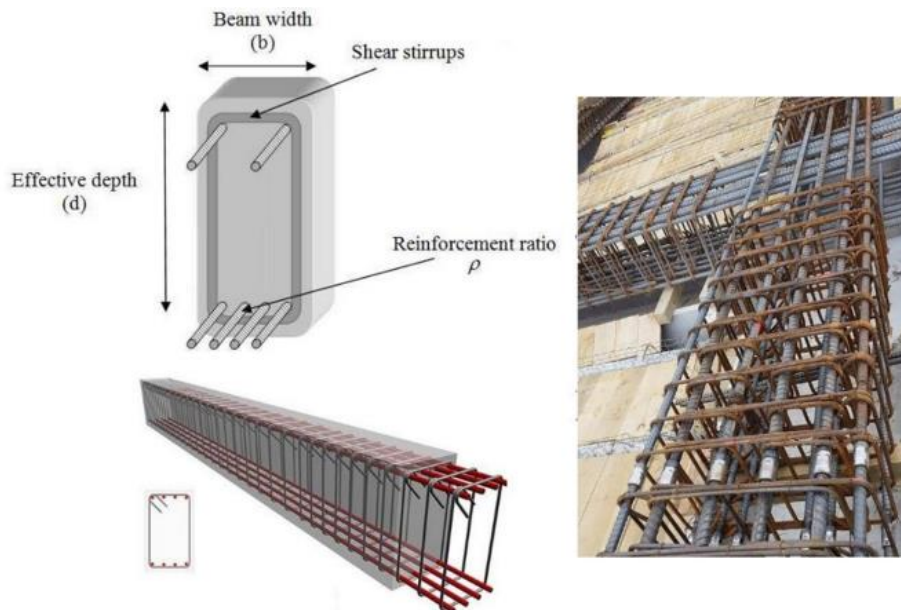 Beam width
(b)
Shear stirrups
Effective depth
(d)
Reinforcement ratio
ρ